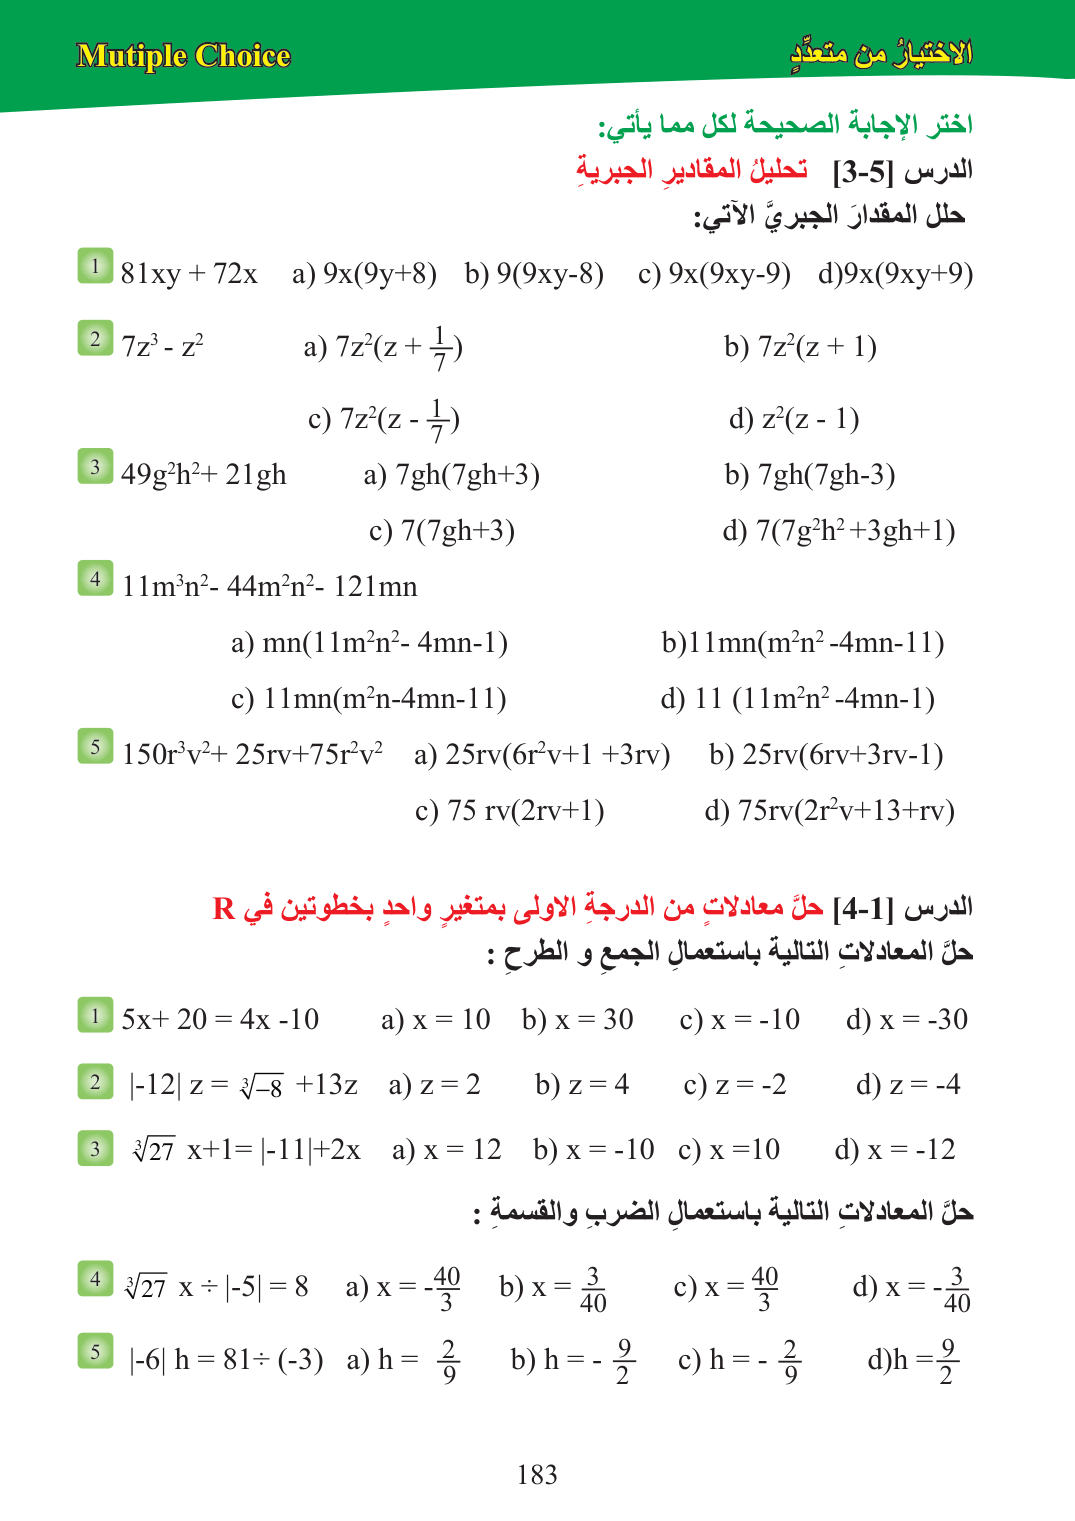 Mutiple Choice
الاختيارُ من متعدِّدٍ
اختر الإجابة الصحيحة لكل مما يأتي:
الدرس [3-5] تحليلُ المقاديرِ الجبريةِ
حلل المقدارَ الجبريَّ الآتي:
1 81xy + 72x a) 9x(9y+8) b) 9(9xy-8) c) 9x(9xy-9) d)9x(9xy+9)
2 7z³ - z² a) 7z²(z + 1/7) b) 7z²(z + 1)
c) 7z²(z - 1/7) d) z²(z - 1)
3 49g²h²+ 21gh a) 7gh(7gh+3) b) 7gh(7gh-3)
c) 7(7gh+3) d) 7(7g²h² +3gh+1)
4 11m³n²- 44m²n²- 121mn
a) mn(11m²n²- 4mn-1) b)11mn(m²n² -4mn-11)
c) 11mn(m²n-4mn-11) d) 11 (11m²n² -4mn-1)
5 150r³v²+ 25rv+75r²v² a) 25rv(6r²v+1 +3rv) b) 25rv(6rv+3rv-1)
c) 75 rv(2rv+1) d) 75rv(2r²v+13+rv)
الدرس [4-1] حلَّ معادلاتٍ من الدرجةِ الاولى بمتغيرٍ واحدٍ بخطوتين في R
حلَّ المعادلاتِ التالية باستعمالِ الجمعِ و الطرحِ :
1 5x+ 20 = 4x -10 a) x = 10 b) x = 30 c) x = -10 d) x = -30
2 |-12| z = ∛–8 +13z a) z = 2 b) z = 4 c) z = -2 d) z = -4
3 ∛27 x+1= |-11|+2x a) x = 12 b) x = -10 c) x =10 d) x = -12
حلَّ المعادلاتِ التالية باستعمالِ الضربِ والقسمةِ :
4 ∛27 x ÷ |-5| = 8 a) x = -40/3 b) x = 3/40 c) x = 40/3 d) x = -3/40
5 |-6| h = 81÷ (-3) a) h = 2/9 b) h = - 9/2 c) h = - 2/9 d)h =9/2
183